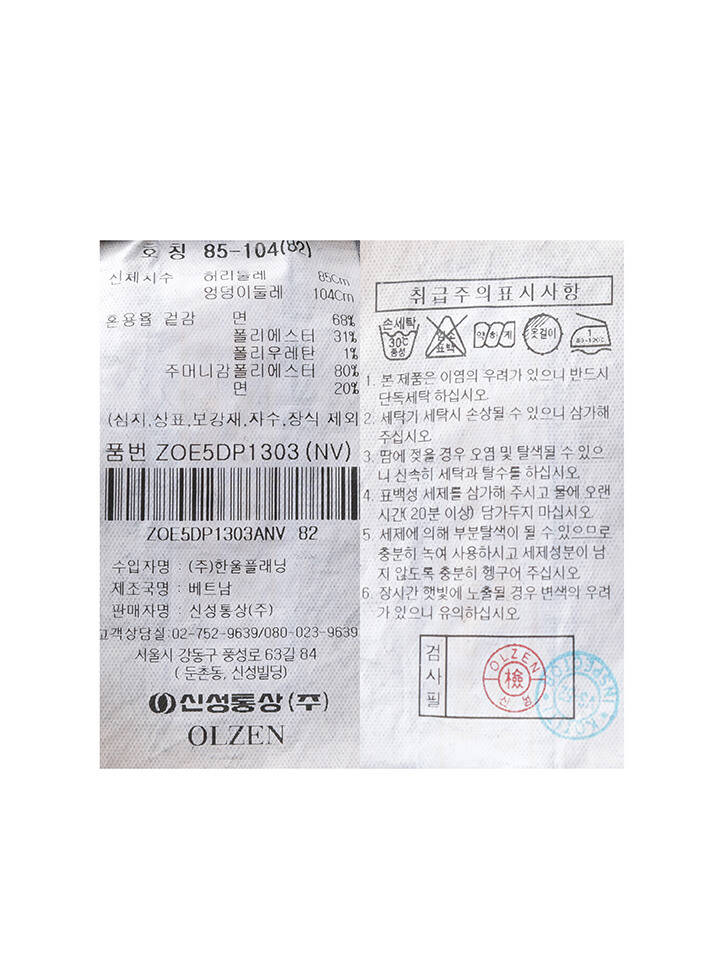 호 칭 85-104(82)
신체치수 허리둘레 85Cm
엉덩이둘레 104Cm
혼용율 겉감 면 68%
폴리에스터 31%
폴리우레탄 1%
주머니감 폴리에스터 80%
면 20%
(심지,상표,보강재,자수,장식 제외
품번 ZOE5DP1303 (NV)
ZOE5DP1303ANV 82
수입자명 : (주)한울플래닝
제조국명 : 베트남
판매자명 : 신성통상(주)
고객상담실:02-752-9639/080-023-9639
서울시 강동구 풍성로 63길 84
( 둔촌동, 신성빌딩)
신성통상(주)
OLZEN
취급주의표시사항
손세탁
30℃
중성
표백
약하게
옷걸이
1
80~120℃
1. 본 제품은 이염의 우려가 있으니 반드시
단독세탁 하십시오
2. 세탁기 세탁시 손상될 수 있으니 삼가해
주십시오
3. 땀에 젖을 경우 오염 및 탈색될 수 있으
니 신속히 세탁과 탈수를 하십시오
4. 표백성 세제를 삼가해 주시고 물에 오랜
시간( 20분 이상) 담가두지 마십시오
5. 세제에 의해 부분탈색이 될 수 있으므로
충분히 녹여 사용하시고 세제성분이 남
지 않도록 충분히 헹구어 주십시오
6. 장시간 햇빛에 노출될 경우 변색의 우려
가 있으니 유의하십시오
검사필
OLZEN
檢
INSPECTOR